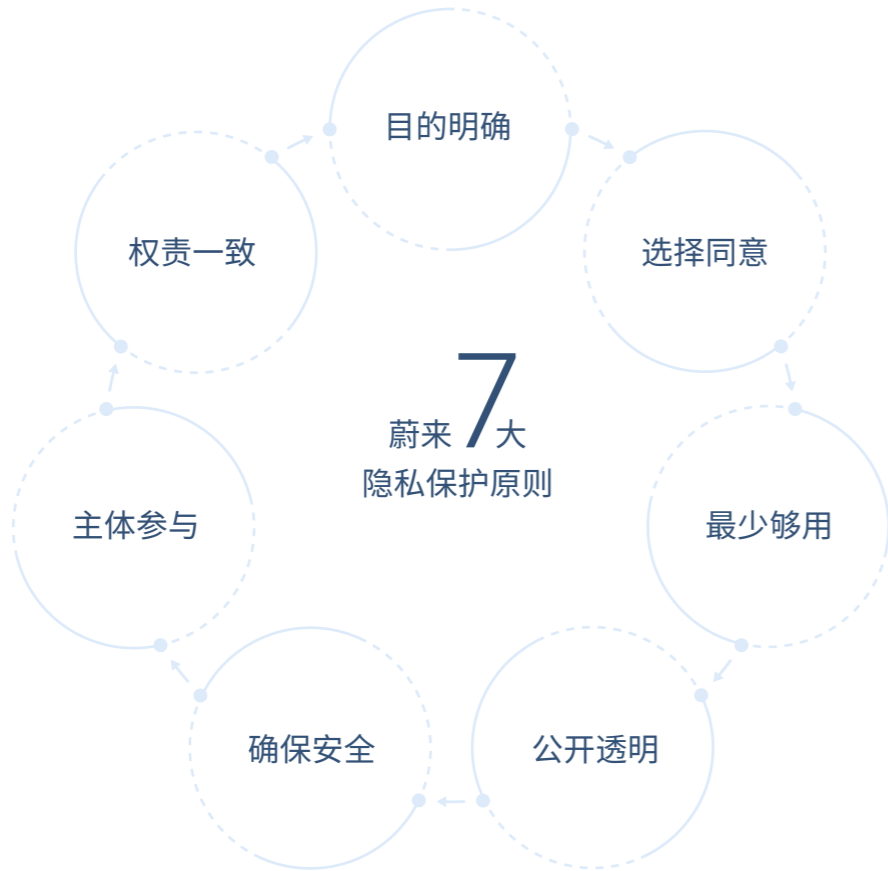 目的明确
选择同意
最少够用
公开透明
确保安全
主体参与
权责一致
蔚来7大
隐私保护原则